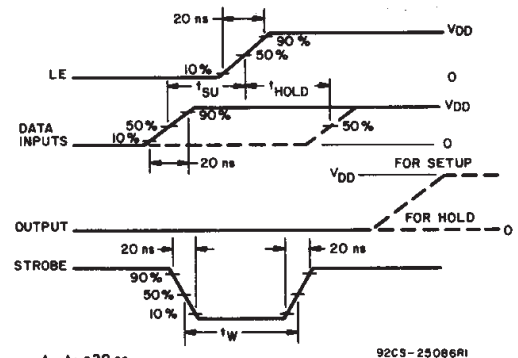 20 ns
VDD
90%
50%
LE
10%
0
tSU
tHOLD
VDD
90%
50%
50%
DATA
INPUTS
10%
0
20 ns
FOR SETUP
VDD
FOR HOLD
OUTPUT
0
20 ns
20 ns
STROBE
90%
50%
10%
tW
92CS-25086R1